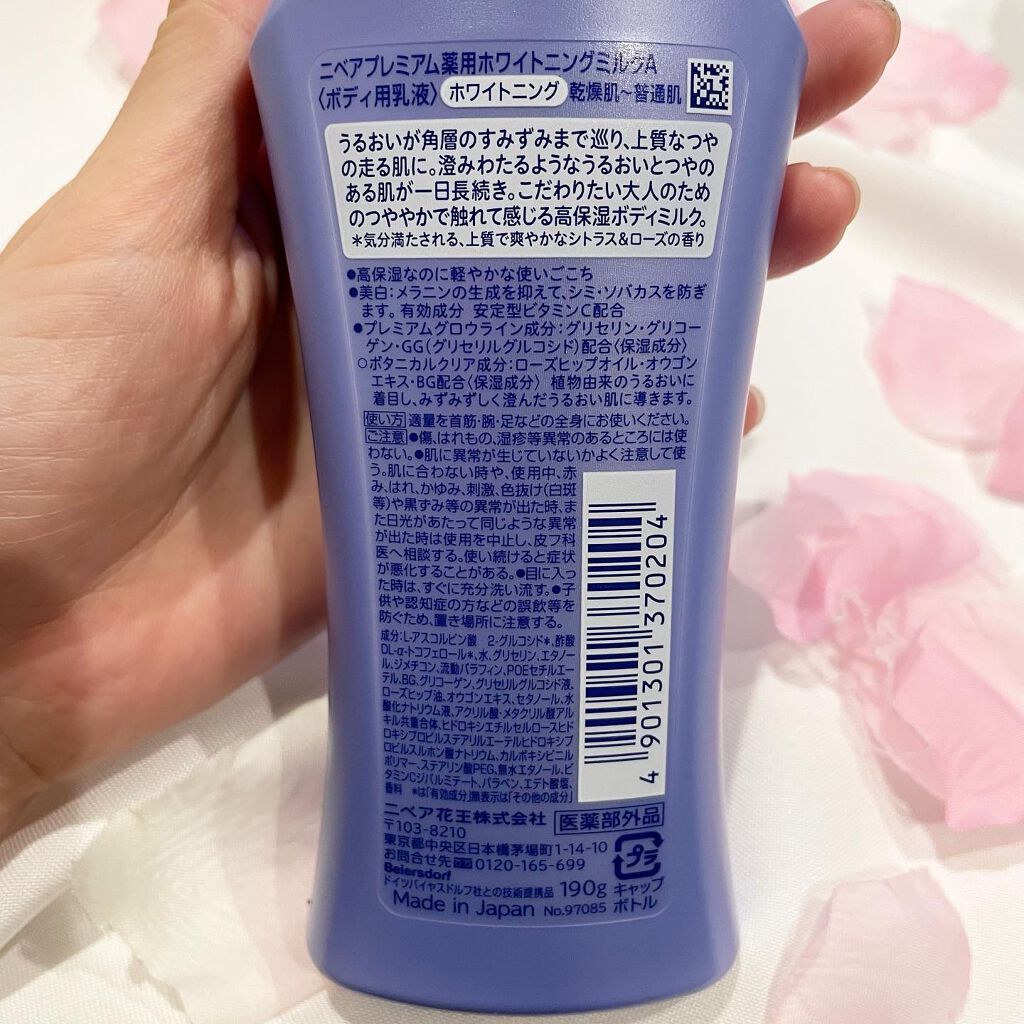 ニベアプレミアム薬用ホワイトニングミルクA
〈ボディ用乳液〉 ホワイトニング 乾燥肌~普通肌
うるおいが角層のすみずみまで巡り、上質なつや
の走る肌に。澄みわたるようなうるおいとつやの
ある肌が一日長続き。こだわりたい大人のため
のつややかで触れて感じる高保湿ボディミルク。
*気分満たされる、上質で爽やかなシトラス&ローズの香り
●高保湿なのに軽やかな使いごこち
●美白:メラニンの生成を抑えて、シミ・ソバカスを防ぎ
ます。有効成分 安定型ビタミンC配合
●プレミアムグロウライン成分:グリセリン・グリコー
ゲン・GG(グリセリルグルコシド)配合〈保湿成分〉
○ボタニカルクリア成分:ローズヒップオイル・オウゴン
エキス・BG配合〈保湿成分〉 植物由来のうるおいに
着目し、みずみずしく澄んだうるおい肌に導きます。
使い方 適量を首筋・腕・足などの全身にお使いください。
ご注意 ●傷、はれもの、湿疹等異常のあるところには使
わない。●肌に異常が生じていないかよく注意して使
う。肌に合わない時や、使用中、赤
み、はれ、かゆみ、刺激、色抜け(白斑
等)や黒ずみ等の異常が出た時、ま
た日光があたって同じような異常
が出た時は使用を中止し、皮フ科
医へ相談する。使い続けると症状
が悪化することがある。●目に入っ
た時は、すぐに充分洗い流す。●子
供や認知症の方などの誤飲等を
防ぐため、置き場所に注意する。
成分:L-アスコルビン酸 2-グルコシド*、酢酸
DL-α-トコフェロール*、水、グリセリン、エタノー
ル、ジメチコン、流動パラフィン、POEセチルエー
テル、BG、グリコーゲン、グリセリルグルコシド液、
ローズヒップ油、オウゴンエキス、セタノール、水
酸化ナトリウム液、アクリル酸・メタクリル酸アル
キル共重合体、ヒドロキシエチルセルロースヒド
ロキシプロピルステアリルエーテルヒドロキシプ
ロピルスルホン酸ナトリウム、カルボキシビニル
ポリマー、ステアリン酸PEG、無水エタノール、ビ
タミンCジパルミテート、パラベン、エデト酸塩、
香料 *は「有効成分」無表示は「その他の成分」
4901301370204
ニベア花王株式会社 医薬部外品
〒103-8210
東京都中央区日本橋茅場町1-14-10
お問合せ先 0120-165-699
Beiersdorf
ドイツバイヤスドルフ社との技術提携品 190g
Made in Japan No.97085
プラ
キャップ
ボトル